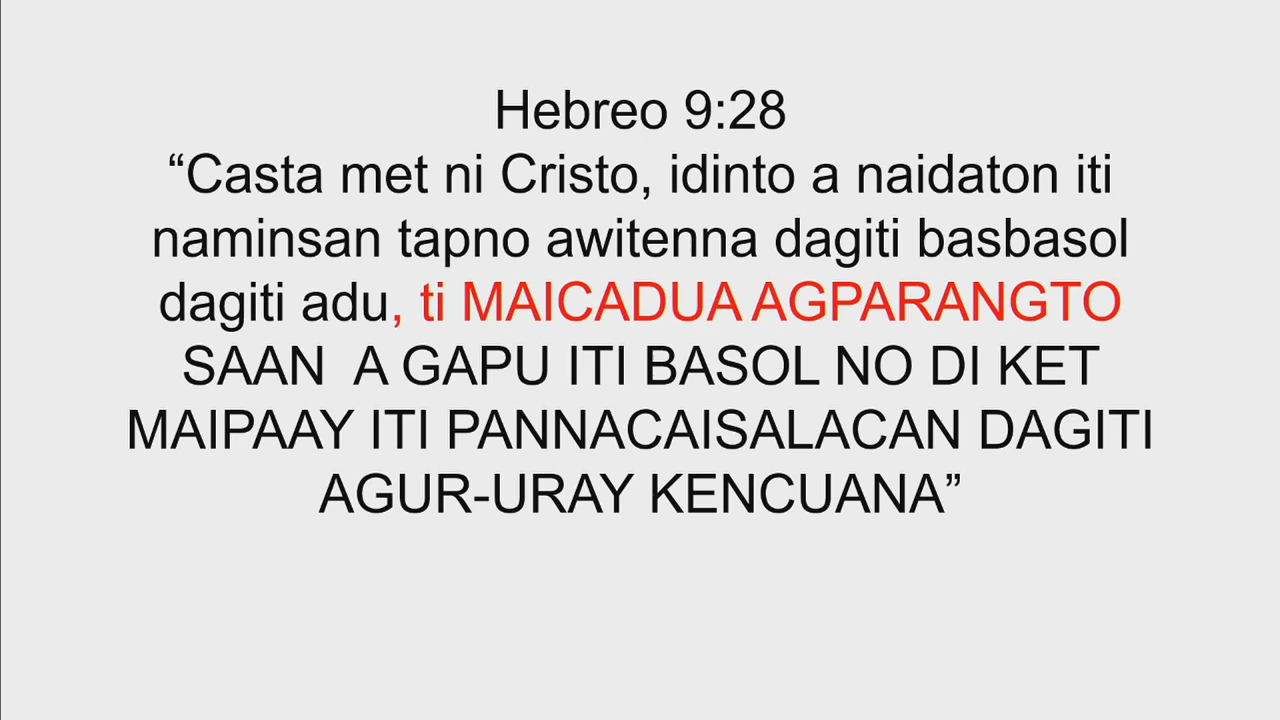 Hebreo 9:28
“Casta met ni Cristo, idinto a naidaton iti
naminsan tapno awitenna dagiti basbasol
dagiti adu, ti MAICADUA AGPARANGTO
SAAN  A GAPU ITI BASOL NO DI KET
MAIPAAY ITI PANNACAISALACAN DAGITI
AGUR-URAY KENCUANA”